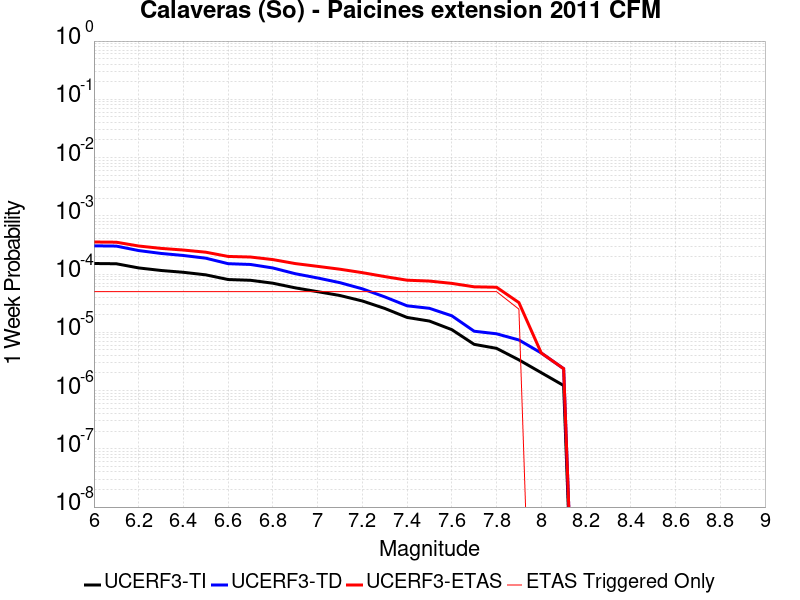 Calaveras (So) - Paicines extension 2011 CFM
1 Week Probability
10^0
10^-1
10^-2
10^-3
10^-4
10^-5
10^-6
10^-7
10^-8
6 6.2 6.4 6.6 6.8 7 7.2 7.4 7.6 7.8 8 8.2 8.4 8.6 8.8 9
Magnitude
UCERF3-TI UCERF3-TD UCERF3-ETAS ETAS Triggered Only